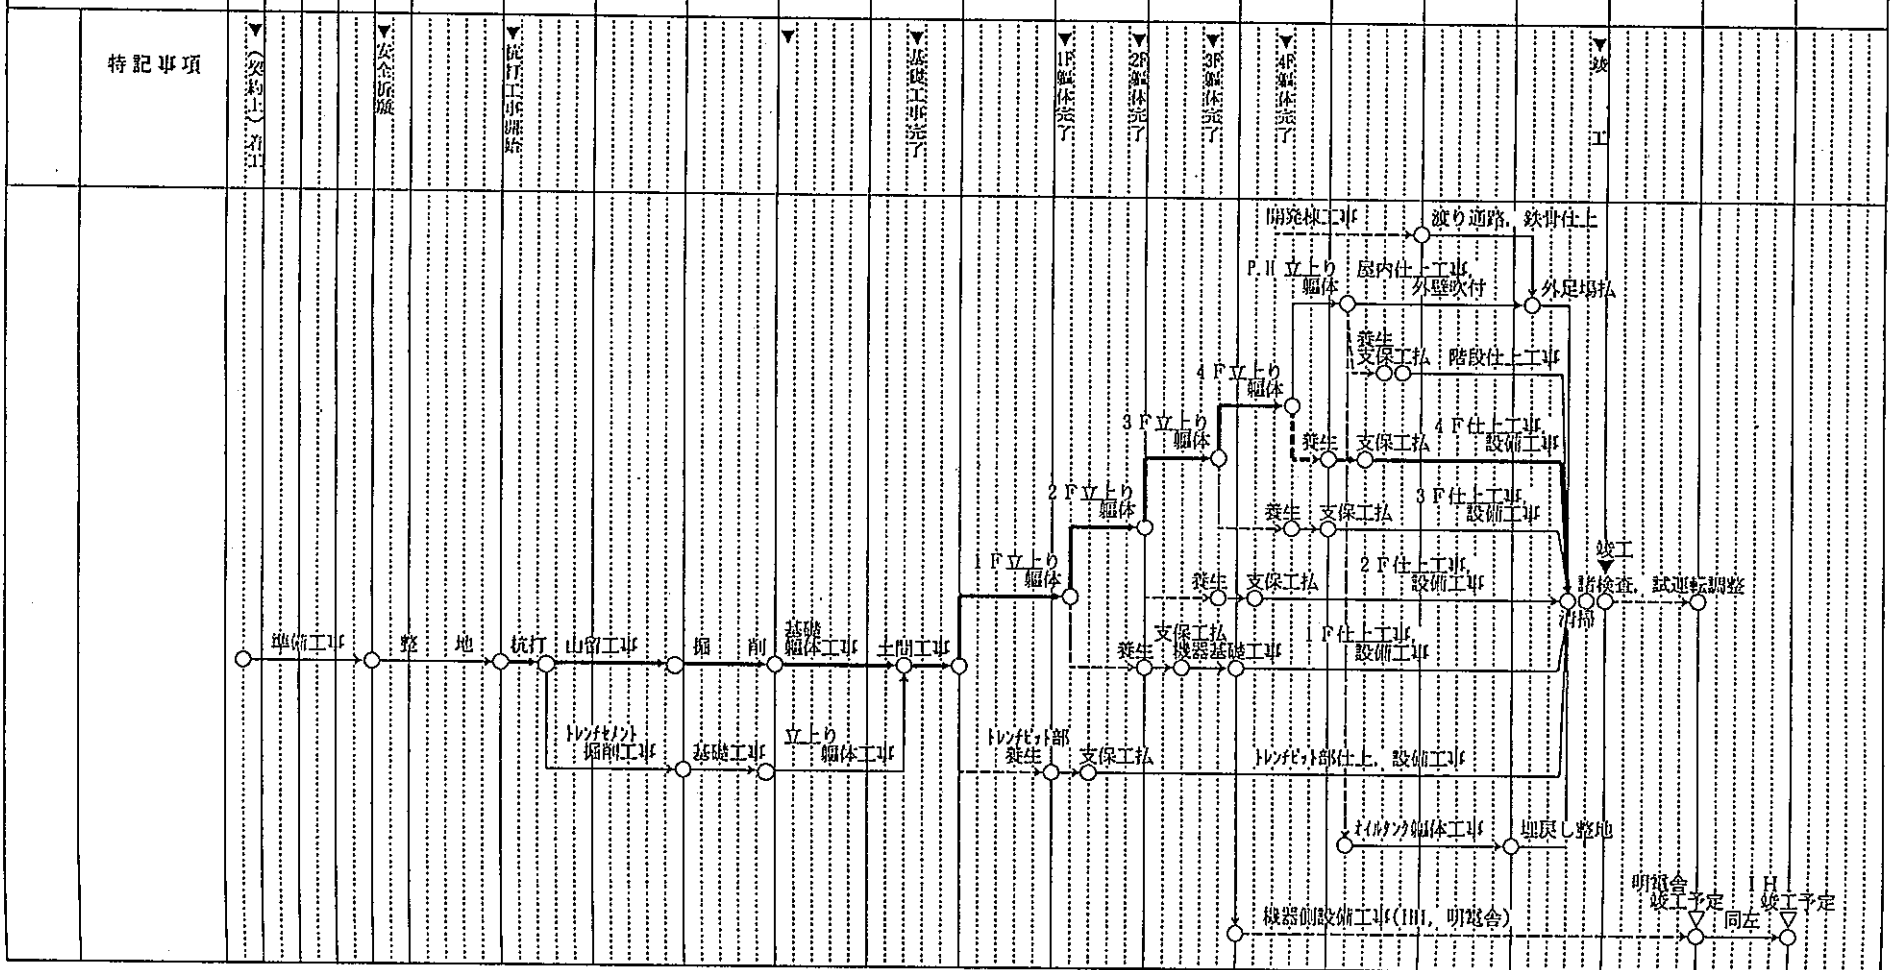 特記事項
(契約上)着工
安全祈願
杭打工事開始
基礎工事完了
1F躯体完了
2F躯体完了
3F躯体完了
4F躯体完了
竣工
開発棟工事
渡り通路、鉄骨仕上
P.H立上り
躯体
屋内仕上工事、
外壁吹付
外足場払
養生
支保工払
階段仕上工事
4F立上り
躯体
3F立上り
躯体
養生
支保工払
4F仕上工事、
設備工事
2F立上り
躯体
養生
支保工払
3F仕上工事、
設備工事
1F立上り
躯体
養生
支保工払
2F仕上工事、
設備工事
竣工
諸検査、試運転調整
清掃
準備工事
整地
杭打
山留工事
掘削
基礎
躯体工事
土間工事
養生
支保工払
機器基礎工事
1F仕上工事、
設備工事
トレンチセメント
掘削工事
基礎工事
立上り
躯体工事
トレンチピット部
養生
支保工払
トレンチピット部仕上、設備工事
オイルタンク躯体工事
埋戻し整地
機器側設備工事(IHI、明電舎)
明電舎
竣工予定
同左
IH
竣工予定